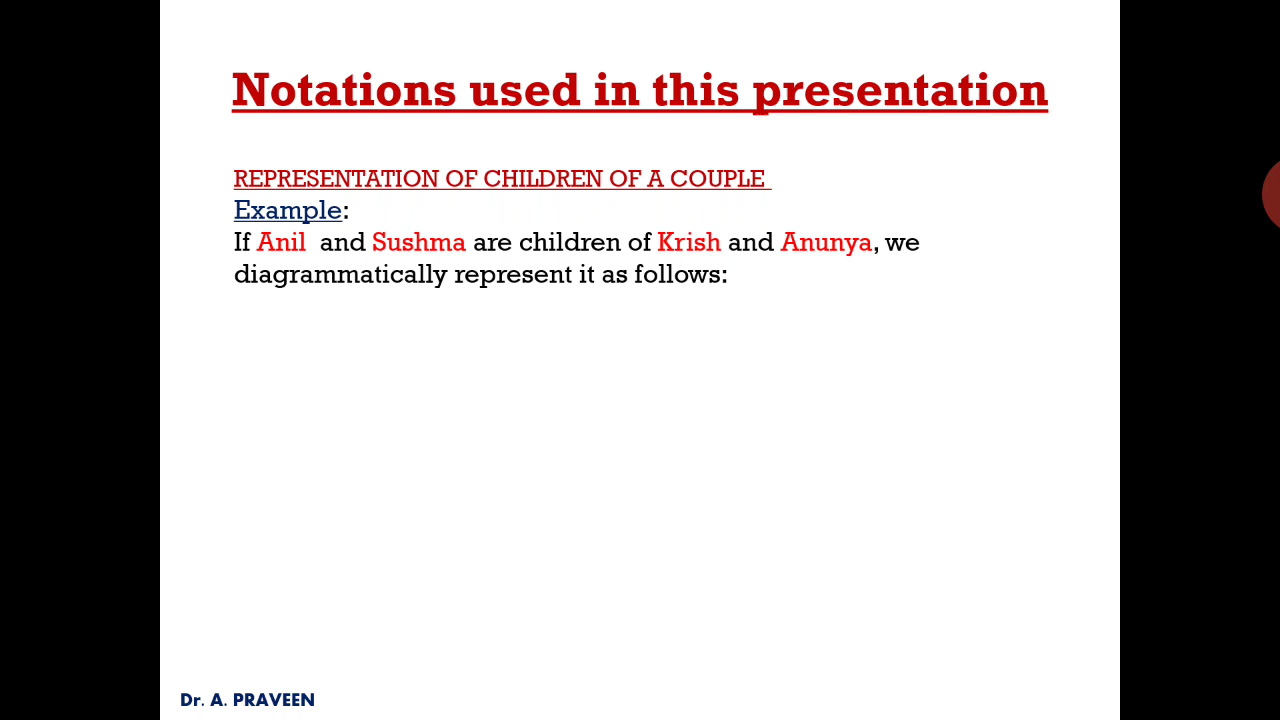 Notations used in this presentation
REPRESENTATION OF CHILDREN OF A COUPLE
Example:
If Anil and Sushma are children of Krish and Anunya, we
diagrammatically represent it as follows:
Dr. A. PRAVEEN